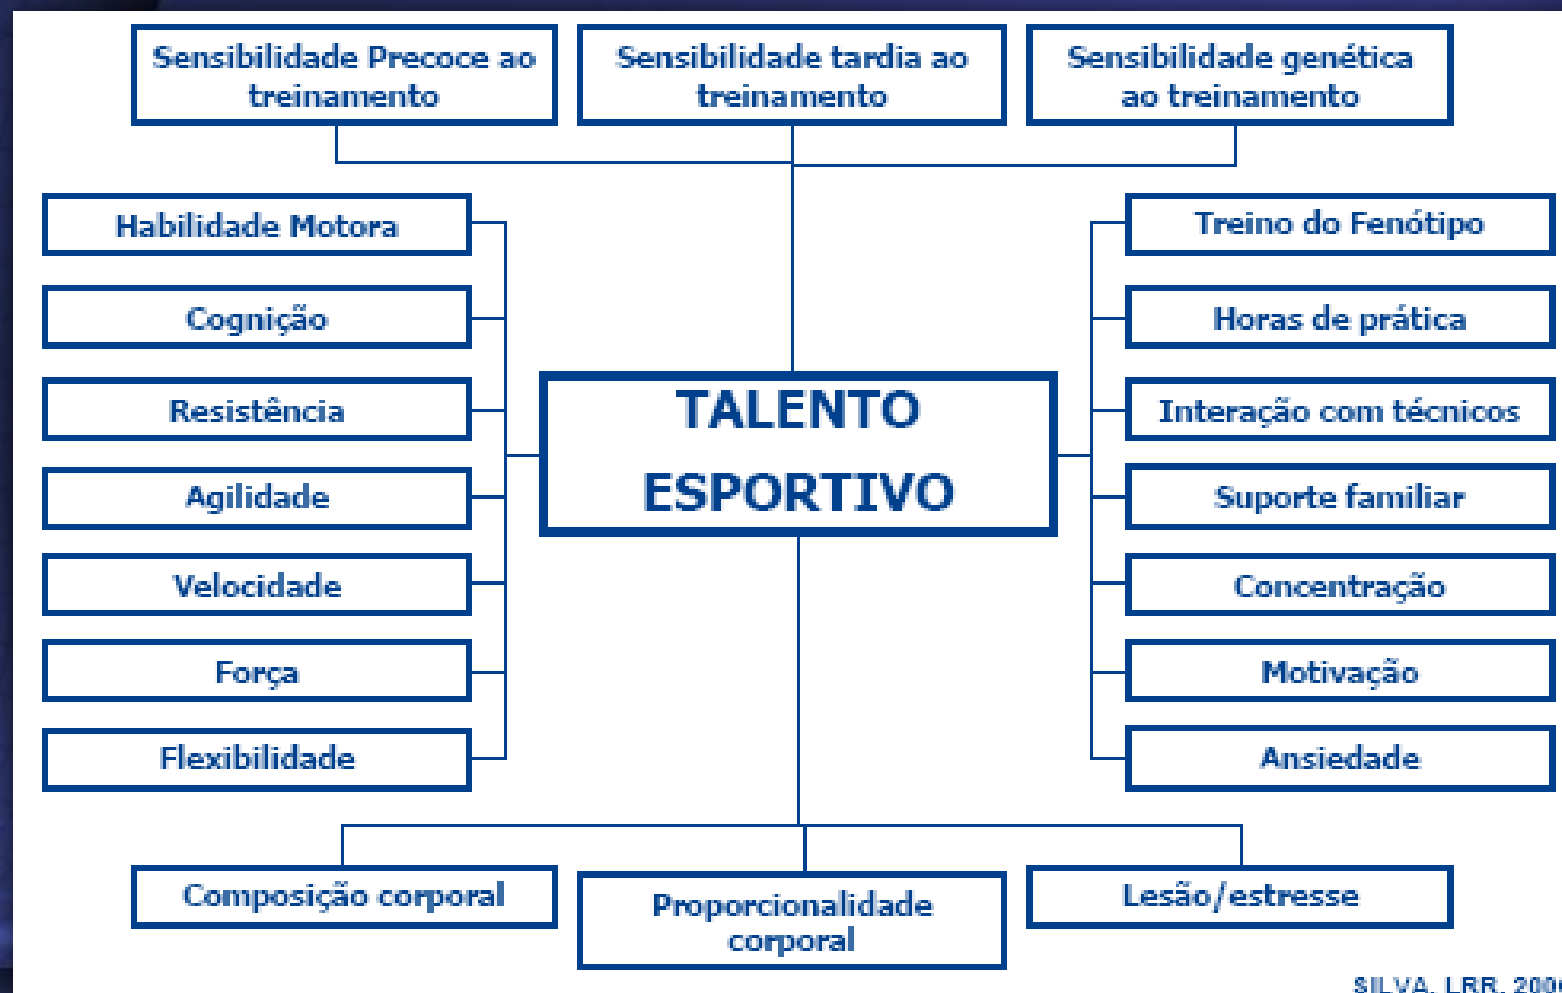 Sensibilidade Precoce ao
treinamento
Sensibilidade tardia ao
treinamento
Sensibilidade genética
ao treinamento
Habilidade Motora
Cognição
Resistência
Agilidade
Velocidade
Força
Flexibilidade
TALENTO
ESPORTIVO
Treino do Fenótipo
Horas de prática
Interação com técnicos
Suporte familiar
Concentração
Motivação
Ansiedade
Composição corporal
Proporcionalidade
corporal
Lesão/estresse
SILVA, LRR,